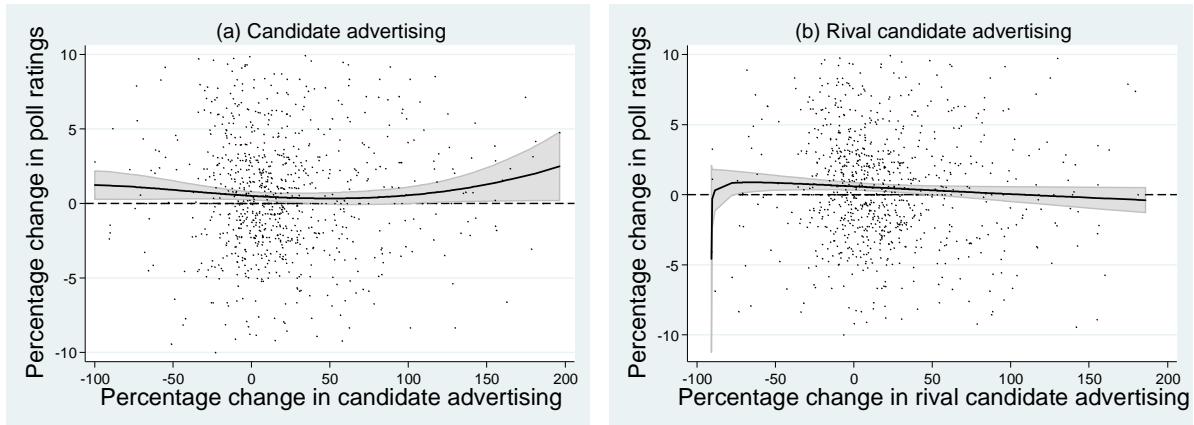 (a) Candidate advertising
Percentage change in poll ratings
10
5
0
-5
-10
-100 -50 0 50 100 150 200
Percentage change in candidate advertising
(b) Rival candidate advertising
Percentage change in poll ratings
10
5
0
-5
-10
-100 -50 0 50 100 150 200
Percentage change in rival candidate advertising